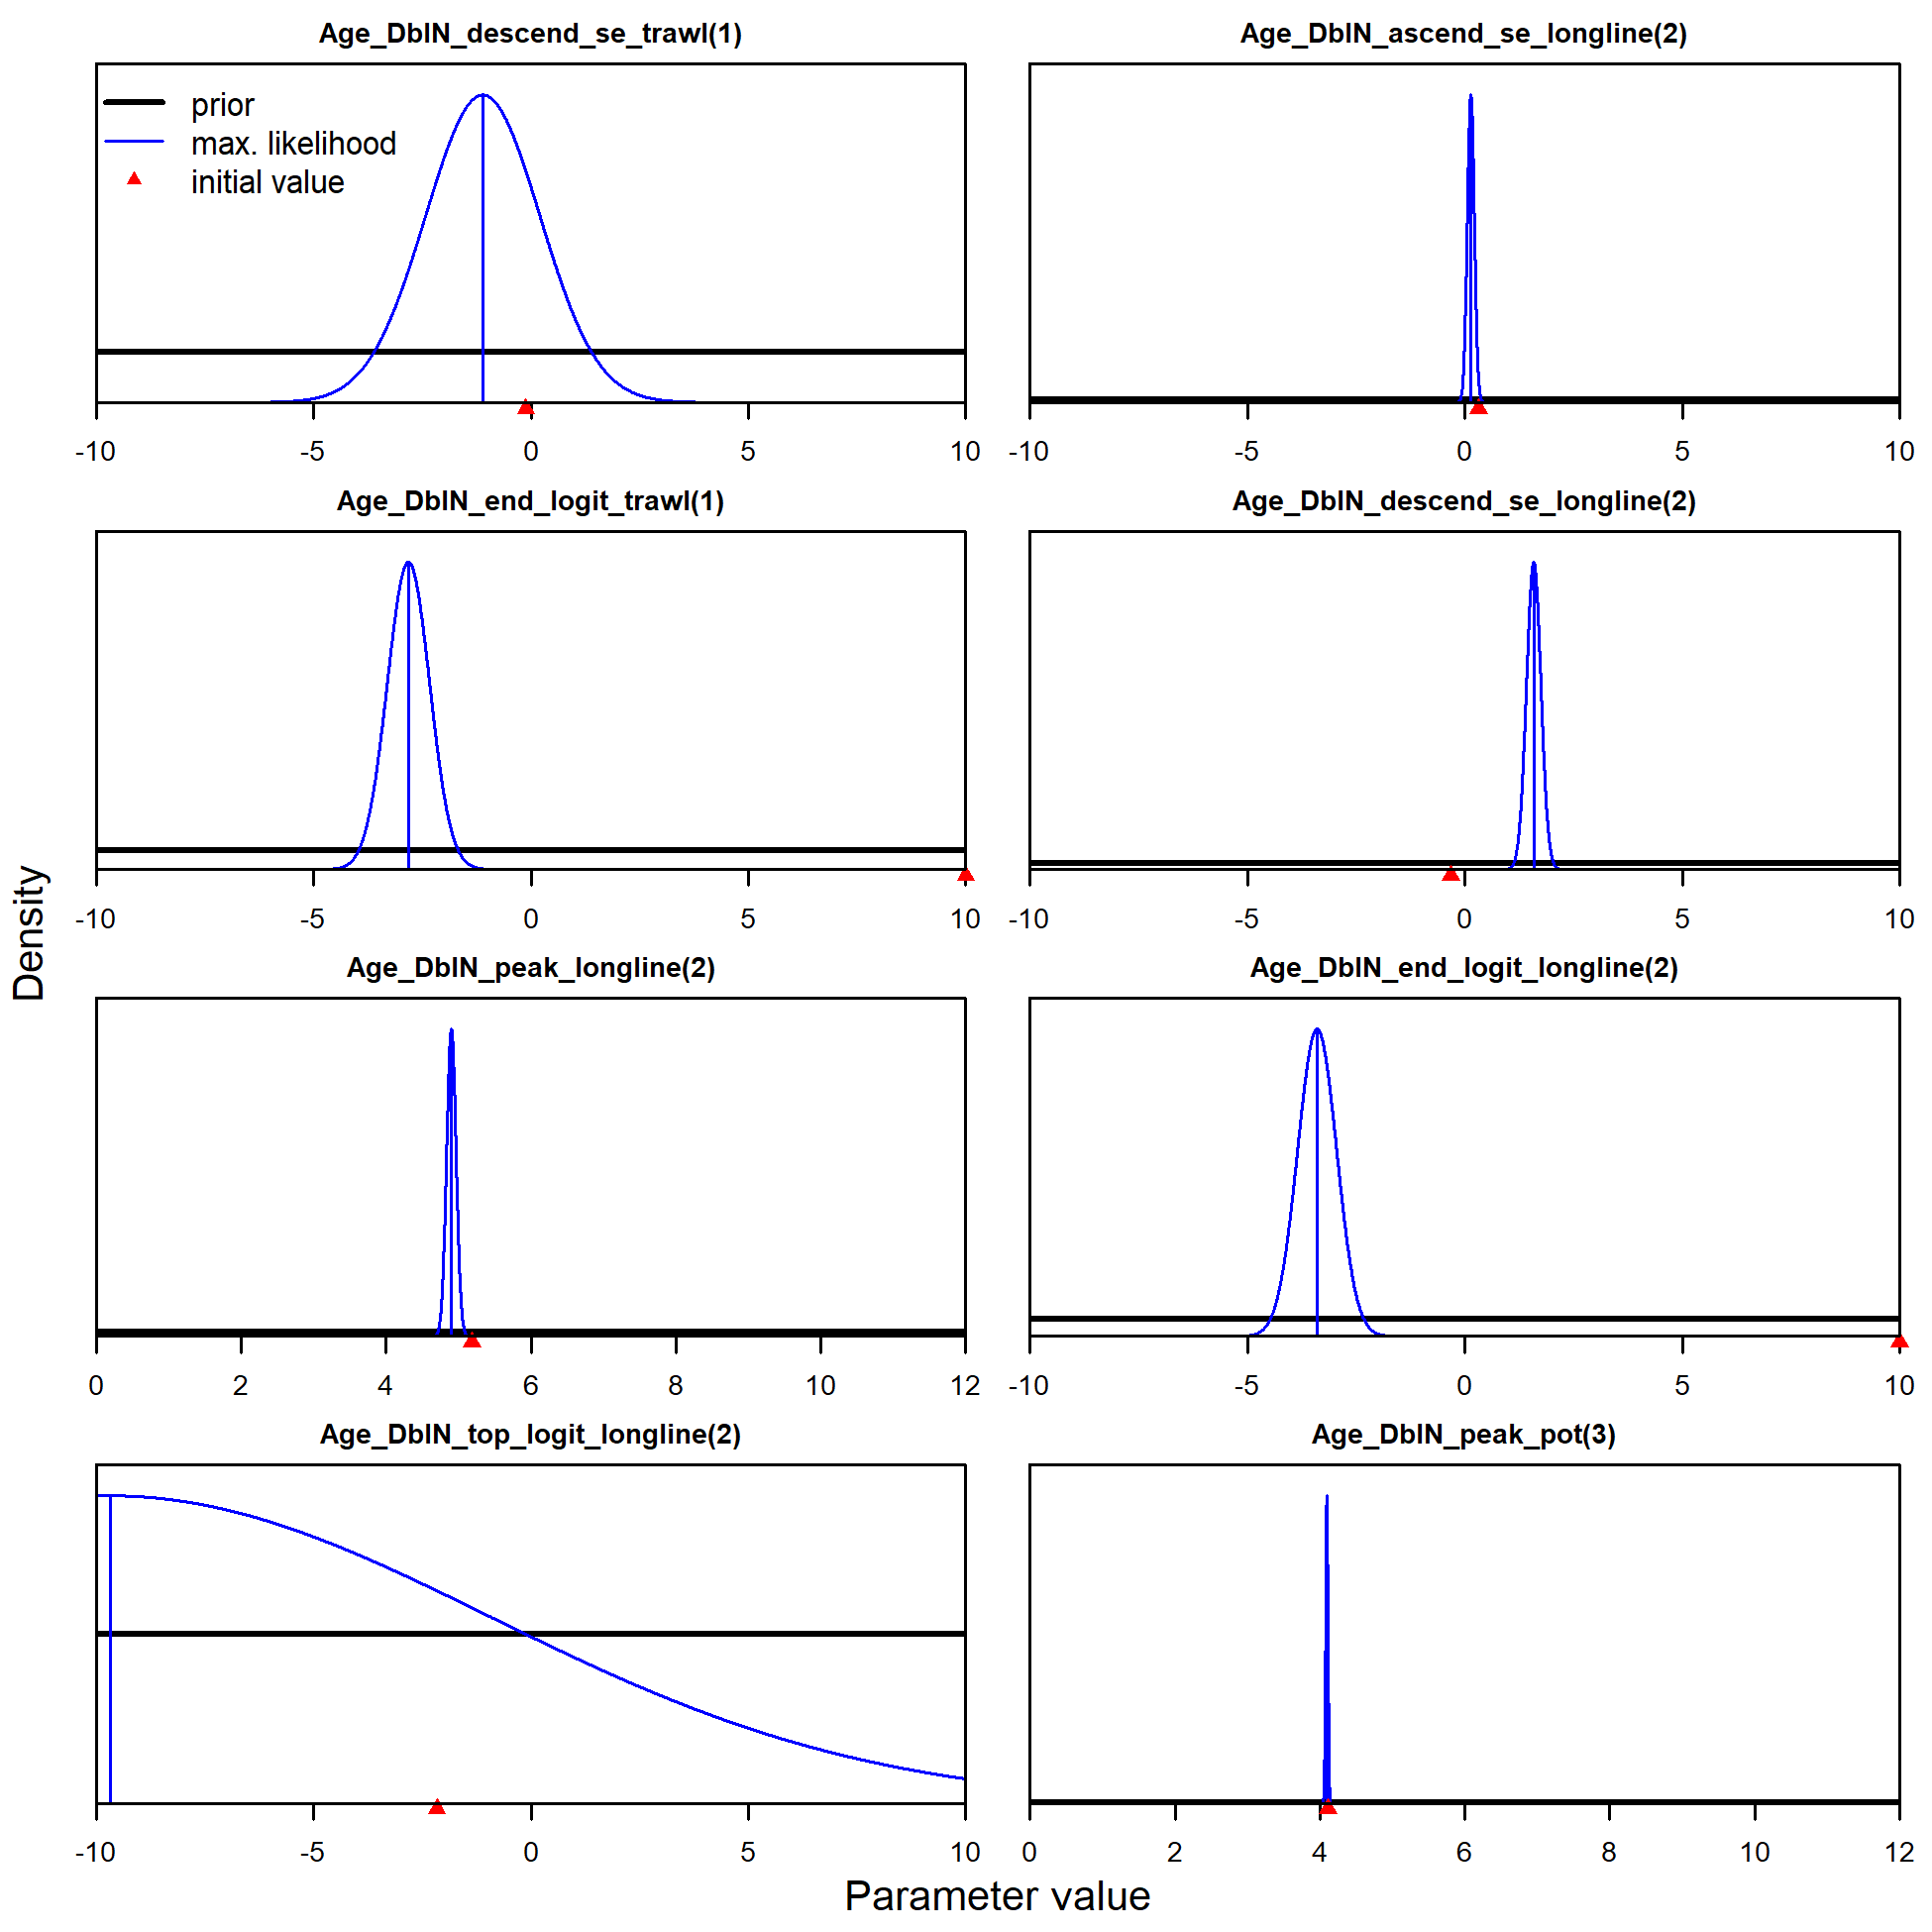 Age_DblN_descend_se_trawl(1)
prior
max. likelihood
initial value
-10 -5 0 5 10
Age_DblN_ascend_se_longline(2)
-10 -5 0 5 10
Age_DblN_end_logit_trawl(1)
-10 -5 0 5 10
Age_DblN_descend_se_longline(2)
-10 -5 0 5 10
Age_DblN_peak_longline(2)
0 2 4 6 8 10 12
Age_DblN_end_logit_longline(2)
-10 -5 0 5 10
Age_DblN_top_logit_longline(2)
-10 -5 0 5 10
Age_DblN_peak_pot(3)
0 2 4 6 8 10 12
Density
Parameter value